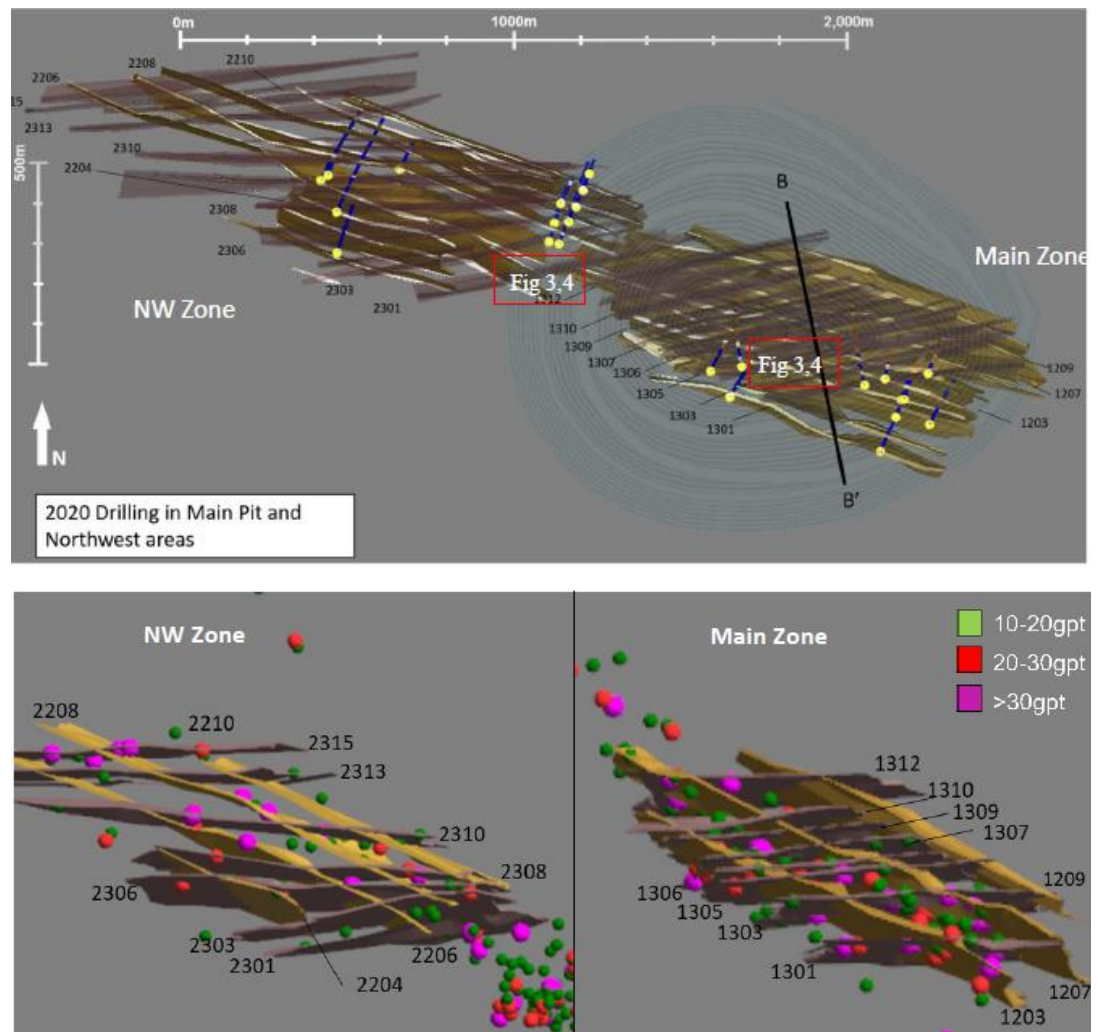 0m
1000m
2,000m
2206
2208
2210
15
2313
2310
2204
2308
2306
2303
2301
500m
N
NW Zone
Fig 3,4
1312
1310
1309
1307
1306
1305
1303
1301
Fig 3,4
B
B'
Main Zone
1209
1207
1203
2020 Drilling in Main Pit and
Northwest areas
NW Zone
2208
2210
2315
2313
2310
2308
2306
2303
2301
2204
2206
Main Zone
10-20gpt
20-30gpt
>30gpt
1312
1310
1309
1307
1306
1305
1303
1301
1209
1207
1203